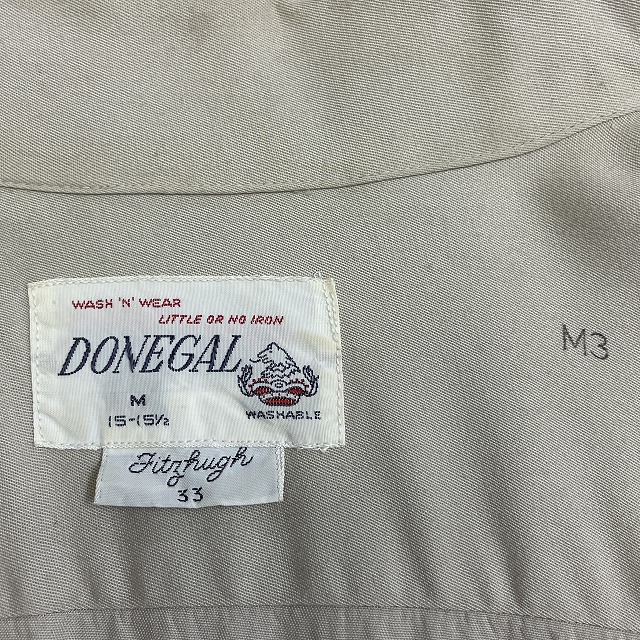 WASH 'N' WEAR
LITTLE OR NO IRON
DONEGAL
M
15-15½
WASHABLE
Fitzhugh
33
M3